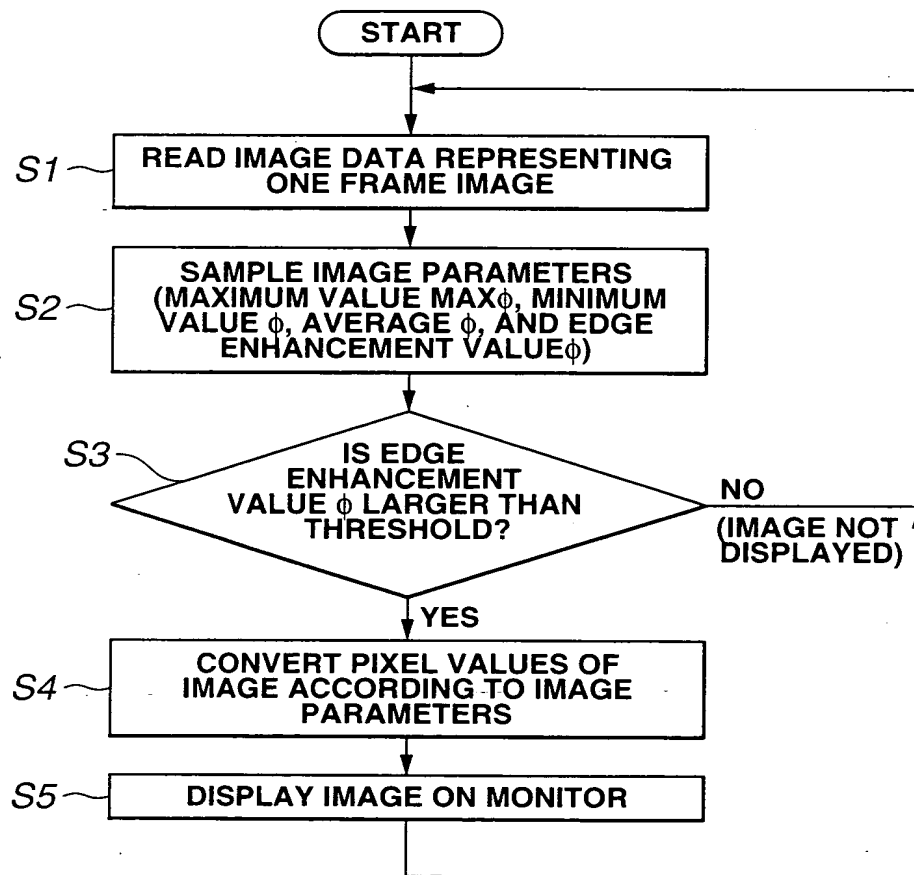 START
S1
READ IMAGE DATA REPRESENTING
ONE FRAME IMAGE
S2
SAMPLE IMAGE PARAMETERS
(MAXIMUM VALUE MAXϕ, MINIMUM
VALUE ϕ, AVERAGE ϕ, AND EDGE
ENHANCEMENT VALUEϕ)
S3
IS EDGE
ENHANCEMENT
VALUE ϕ LARGER THAN
THRESHOLD?
NO
(IMAGE NOT
DISPLAYED)
YES
S4
CONVERT PIXEL VALUES OF
IMAGE ACCORDING TO IMAGE
PARAMETERS
S5
DISPLAY IMAGE ON MONITOR